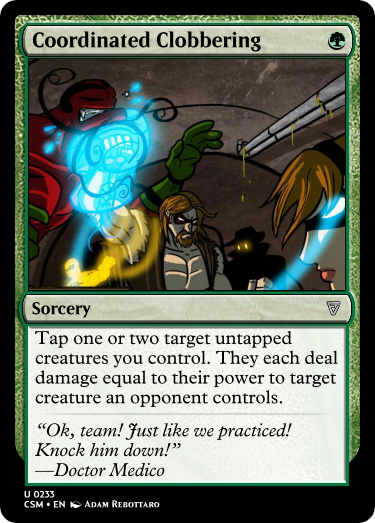 Coordinated Clobbering
Sorcery
Tap one or two target untapped
creatures you control. They each deal
damage equal to their power to target
creature an opponent controls.
“Ok, team! Just like we practiced!
Knock him down!”
—Doctor Medico
U 0233
CSM • EN Adam Rebottaro